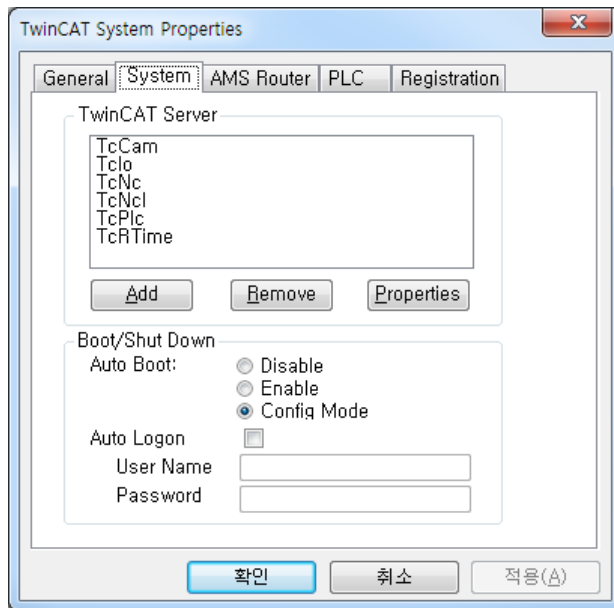 TwinCAT System Properties
General System AMS Router PLC Registration
TwinCAT Server
TcCam
TcIo
TcNc
TcNcI
TcPlc
TcRTime
Add Remove Properties
Boot/Shut Down
Auto Boot: Disable
Enable
Config Mode
Auto Logon
User Name
Password
확인 취소 적용(A)